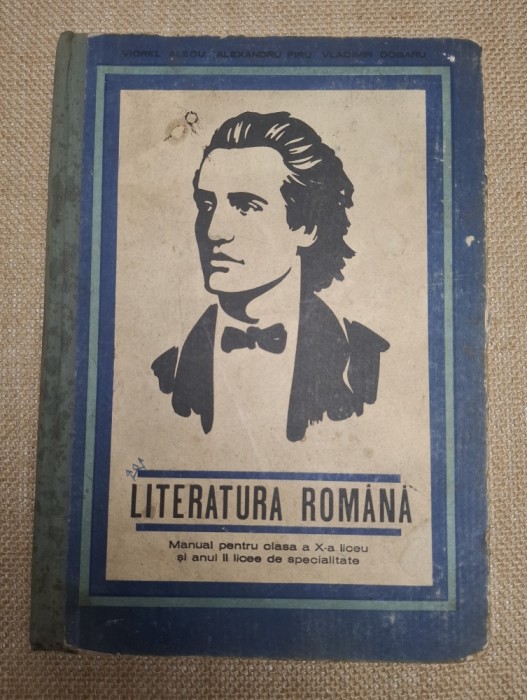 VIOREL ALECU ALEXANDRU PIRU VLADIMIR DOGARU
LITERATURA ROMÂNĂ
Manual pentru clasa a X-a liceu
și anul II licee de specialitate